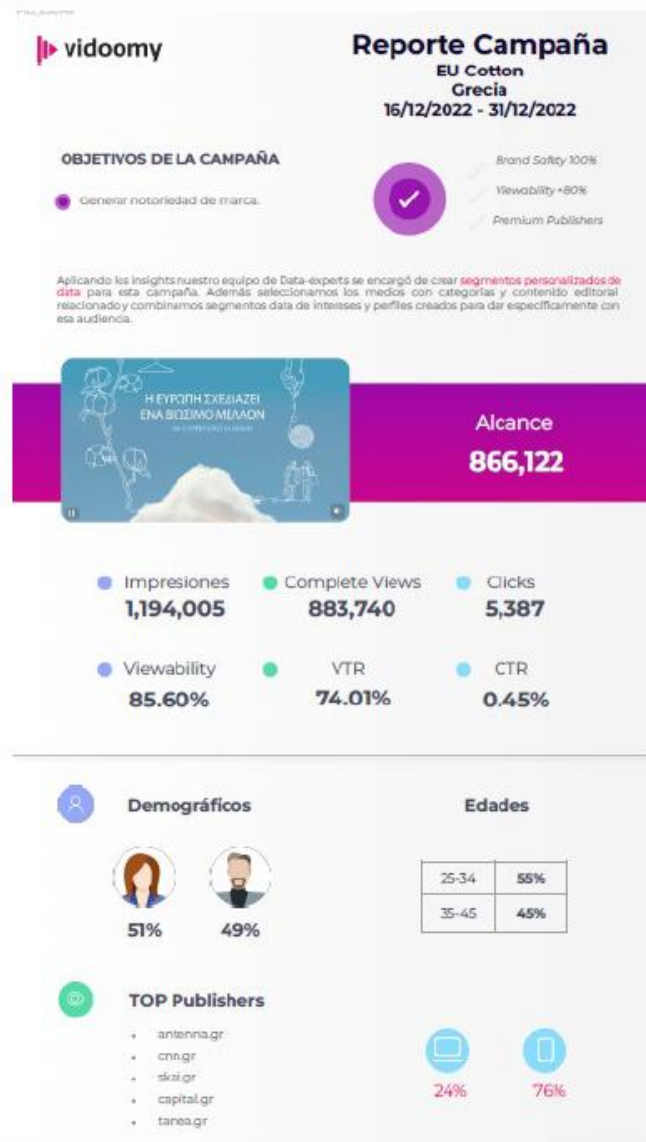 vidoomy
Reporte Campaña
EU Cotton
Grecia
16/12/2022 - 31/12/2022
OBJETIVOS DE LA CAMPAÑA
Generar notoriedad de marca.
Brand Safety 100%
Viewability +80%
Premium Publishers
Aplicando los insights nuestro equipo de Data-experts se encargó de crear segmentos personalizados de
data para esta campaña. Además seleccionamos los medios con categorías y contenido editorial
relacionado y combinamos segmentos data de intereses y perfiles creados para dar específicamente con
esa audiencia.
Η ΕΥΡΩΠΗ ΣΧΕΔΙΑΖΕΙ
ΕΝΑ ΒΙΩΣΙΜΟ ΜΕΛΛΟΝ
Alcance
866,122
Impresiones
1,194,005
Complete Views
883,740
Clicks
5,387
Viewability
85.60%
VTR
74.01%
CTR
0.45%
Demográficos
51%
49%
Edades
25-34 55%
35-45 45%
TOP Publishers
antenna.gr
cnn.gr
skai.gr
capital.gr
tanea.gr
24%
76%